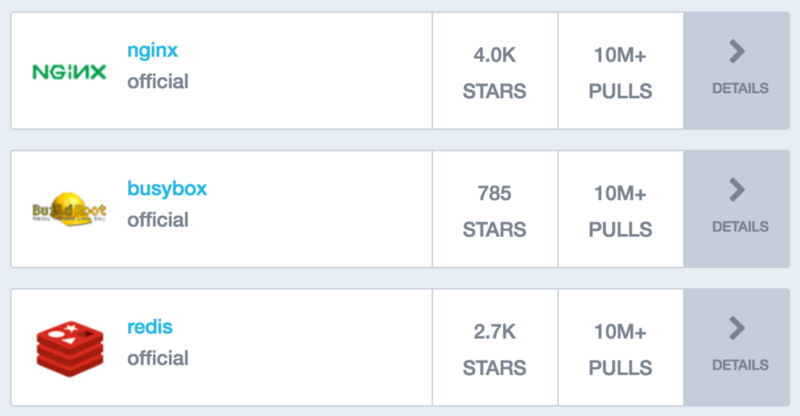 NGINX
nginx
official
4.0K
STARS
10M+
PULLS
DETAILS
BuildRoot
busybox
official
785
STARS
10M+
PULLS
DETAILS
redis
official
2.7K
STARS
10M+
PULLS
DETAILS